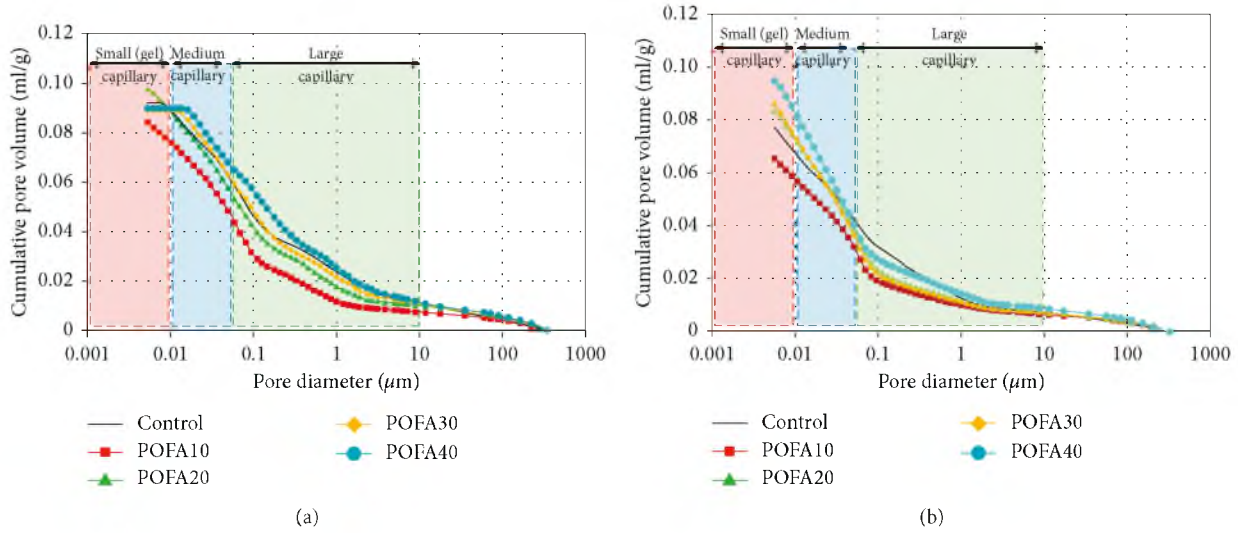 0.12
0.10
0.08
0.06
0.04
0.02
0
Cumulative pore volume (ml/g)
Small (gel) Medium Large
capillary capillary capillary
0.001 0.01 0.1 1 10 100 1000
Pore diameter (μm)
Control POFA30
POFA10 POFA40
POFA20
(a)
0.12
0.10
0.08
0.06
0.04
0.02
0
Cumulative pore volume (ml/g)
Small (gel) Medium Large
capillary capillary capillary
0.001 0.01 0.1 1 10 100 1000
Pore diameter (μm)
Control POFA30
POFA10 POFA40
POFA20
(b)